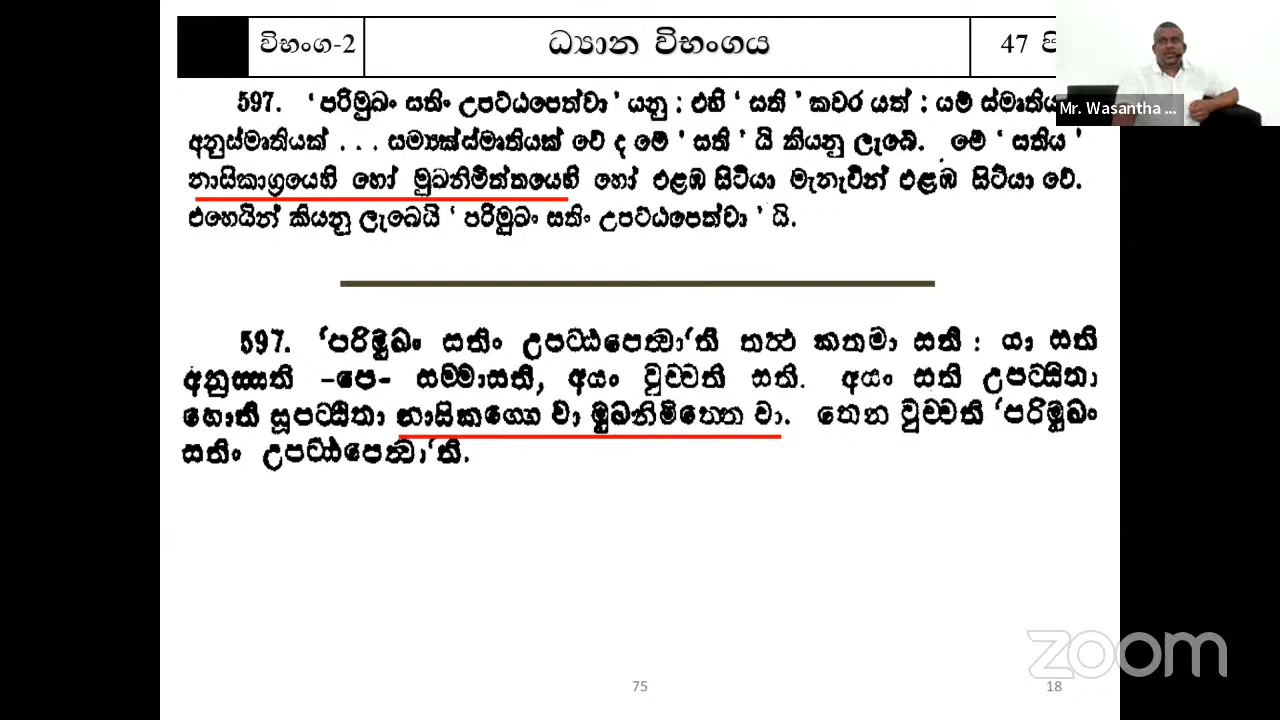 විභංග-2
ධ්‍යාන විභංගය
47
Mr. Wasantha ...
597. ‘පරිමුඛං සතිං උපට්ඨපෙත්වා’ යනු : එහි ‘සති’ කවර යත් : යම් ස්මෘතිය
අනුස්මෘතියක් . . . සම්‍යක්ස්මෘතියක් වේ ද මේ ‘සති’ යි කියනු ලැබේ. මේ ‘සතිය’
නාසිකාග්‍රයෙහි හෝ මුඛනිමිත්තයෙහි හෝ එළඹ සිටියා මැනැවින් එළඹ සිටියා වේ.
එහෙයින් කියනු ලැබෙයි ‘පරිමුඛං සතිං උපට්ඨපෙත්වා’ යි.
597. ‘පරිමුඛං සතිං උපට්ඨපෙත්‍වා’ති තත්‍ථ කතමා සති : යා සති
අනුස්සති -පෙ- සම්මාසති, අයං වුච්චති සති. අයං සති උපට්ඨිතා
හොති සූපට්ඨිතා නාසිකග්ගෙ වා මුඛනිමිත්තෙ වා. තෙන වුච්චති ‘පරිමුඛං
සතිං උපට්ඨපෙත්‍වා’ති.
zoom
75
18